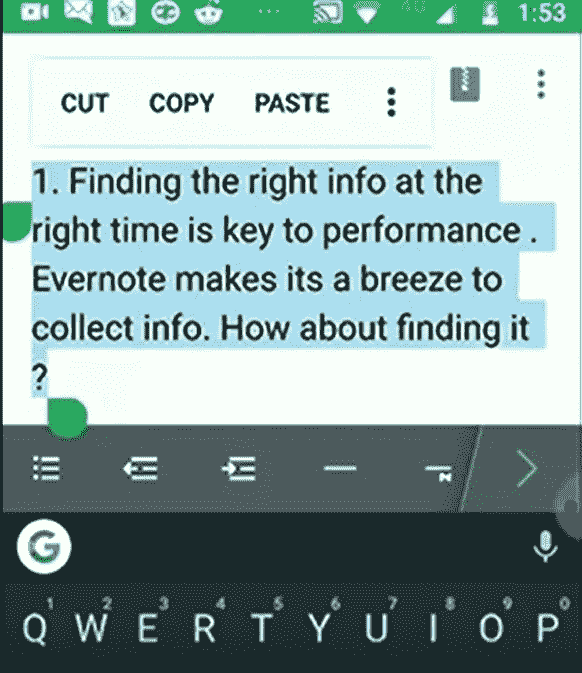 1:53
CUT COPY PASTE
1. Finding the right info at the
right time is key to performance .
Evernote makes its a breeze to
collect info. How about finding it
?
G
1 2 3 4 5 6 7 8 9 0
Q W E R T Y U I O P